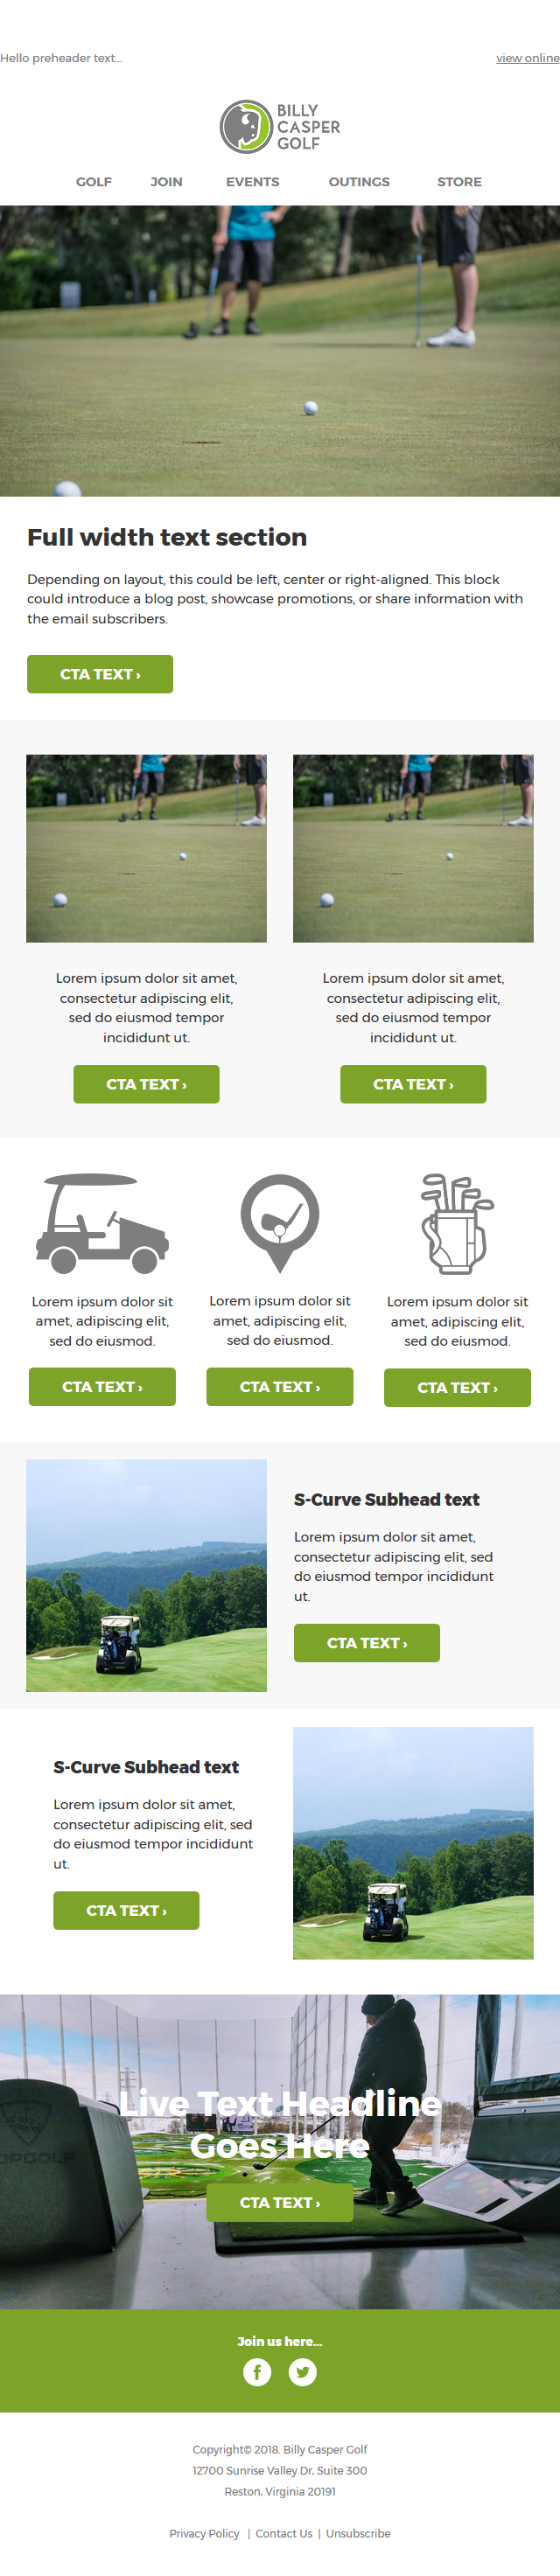 Hello preheader text...
view online
BILLY
CASPER
GOLF
GOLF JOIN EVENTS OUTINGS STORE
Full width text section
Depending on layout, this could be left, center or right-aligned. This block
could introduce a blog post, showcase promotions, or share information with
the email subscribers.
CTA TEXT ›
Lorem ipsum dolor sit amet,
consectetur adipiscing elit,
sed do eiusmod tempor
incididunt ut.
CTA TEXT ›
Lorem ipsum dolor sit amet,
consectetur adipiscing elit,
sed do eiusmod tempor
incididunt ut.
CTA TEXT ›
Lorem ipsum dolor sit
amet, consectetur adipiscing elit,
sed do eiusmod.
CTA TEXT ›
Lorem ipsum dolor sit
amet, adipiscing elit,
sed do eiusmod.
CTA TEXT ›
Lorem ipsum dolor sit
amet, adipiscing elit,
sed do eiusmod.
CTA TEXT ›
S-Curve Subhead text
Lorem ipsum dolor sit amet,
consectetur adipiscing elit, sed
do eiusmod tempor incididunt
ut.
CTA TEXT ›
S-Curve Subhead text
Lorem ipsum dolor sit amet,
consectetur adipiscing elit, sed
do eiusmod tempor incididunt
ut.
CTA TEXT ›
Live Text Headline
Goes Here
OPGOLF
CTA TEXT ›
Join us here...
Copyright© 2018. Billy Casper Golf
12700 Sunrise Valley Dr, Suite 300
Reston, Virginia 20191
Privacy Policy | Contact Us | Unsubscribe